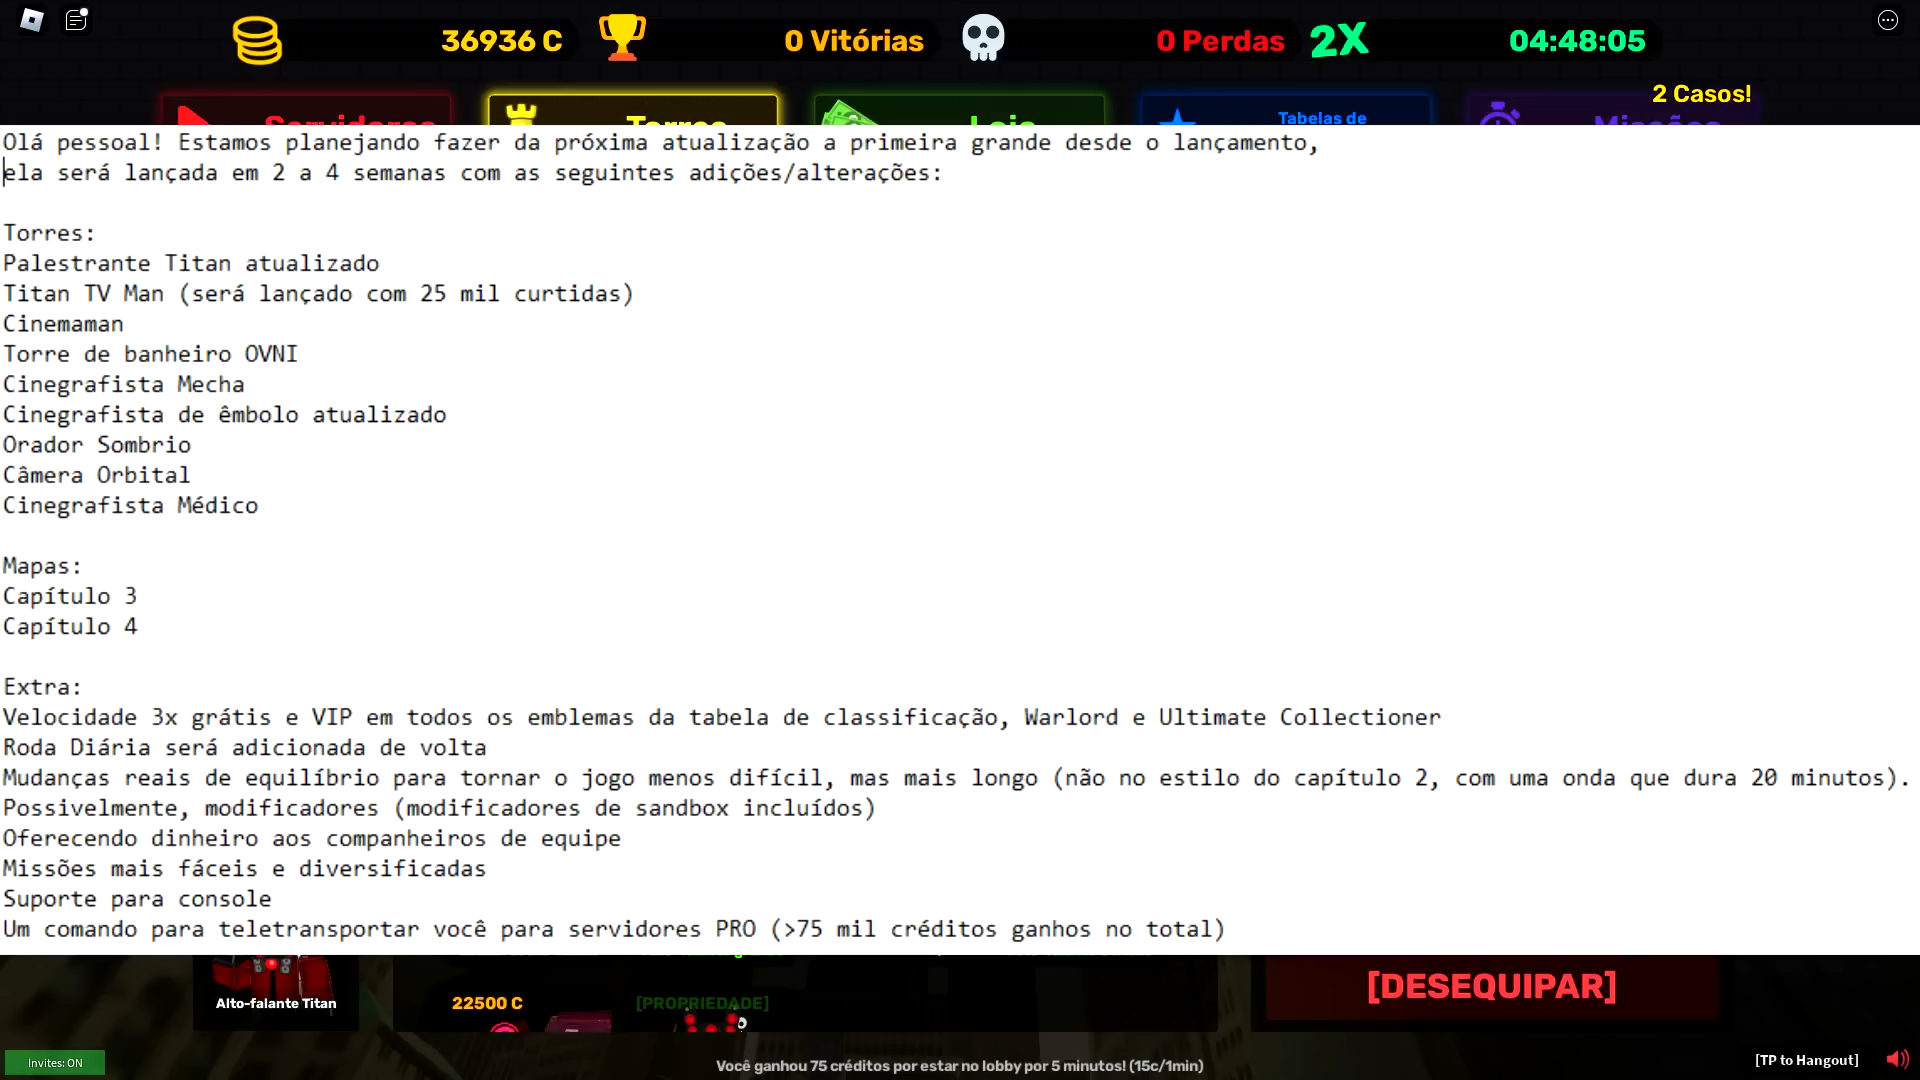 36936 C
0 Vitórias
0 Perdas
2X
04:48:05
2 Casos!
Servidores
Torres
Loja
Tabelas de
Missões
Olá pessoal! Estamos planejando fazer da próxima atualização a primeira grande desde o lançamento,
ela será lançada em 2 a 4 semanas com as seguintes adições/alterações:
Torres:
Palestrante Titan atualizado
Titan TV Man (será lançado com 25 mil curtidas)
Cinemaman
Torre de banheiro OVNI
Cinegrafista Mecha
Cinegrafista de êmbolo atualizado
Orador Sombrio
Câmera Orbital
Cinegrafista Médico
Mapas:
Capítulo 3
Capítulo 4
Extra:
Velocidade 3x grátis e VIP em todos os emblemas da tabela de classificação, Warlord e Ultimate Collectioner
Roda Diária será adicionada de volta
Mudanças reais de equilíbrio para tornar o jogo menos difícil, mas mais longo (não no estilo do capítulo 2, com uma onda que dura 20 minutos).
Possivelmente, modificadores (modificadores de sandbox incluídos)
Oferecendo dinheiro aos companheiros de equipe
Missões mais fáceis e diversificadas
Suporte para console
Um comando para teletransportar você para servidores PRO (>75 mil créditos ganhos no total)
Alto-falante Titan
22500 C
[PROPRIEDADE]
[DESEQUIPAR]
Invites: ON
Você ganhou 75 créditos por estar no lobby por 5 minutos! (15c/1min)
[TP to Hangout]